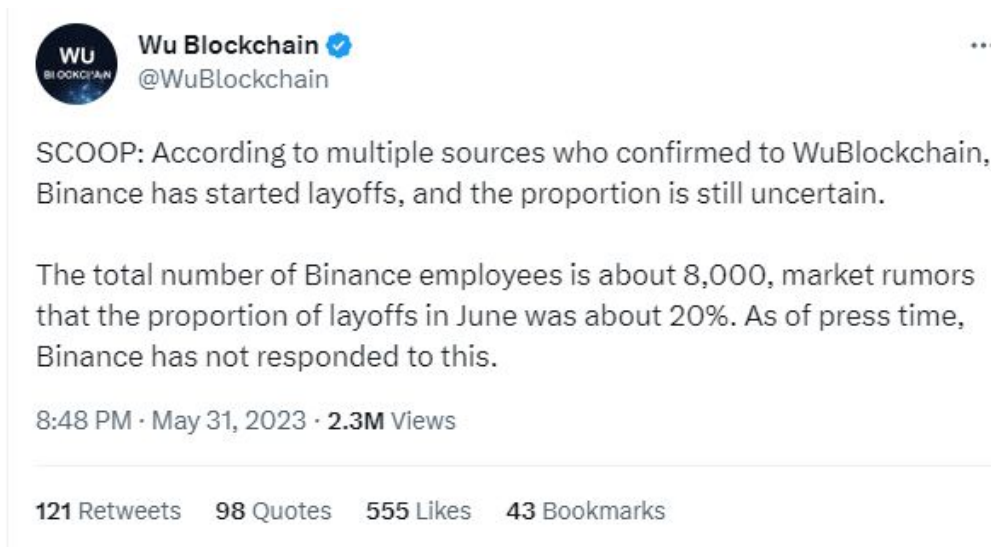 WU
BLOCKCHAIN
Wu Blockchain
@WuBlockchain
SCOOP: According to multiple sources who confirmed to WuBlockchain,
Binance has started layoffs, and the proportion is still uncertain.
The total number of Binance employees is about 8,000, market rumors
that the proportion of layoffs in June was about 20%. As of press time,
Binance has not responded to this.
8:48 PM · May 31, 2023 · 2.3M Views
121 Retweets 98 Quotes 555 Likes 43 Bookmarks